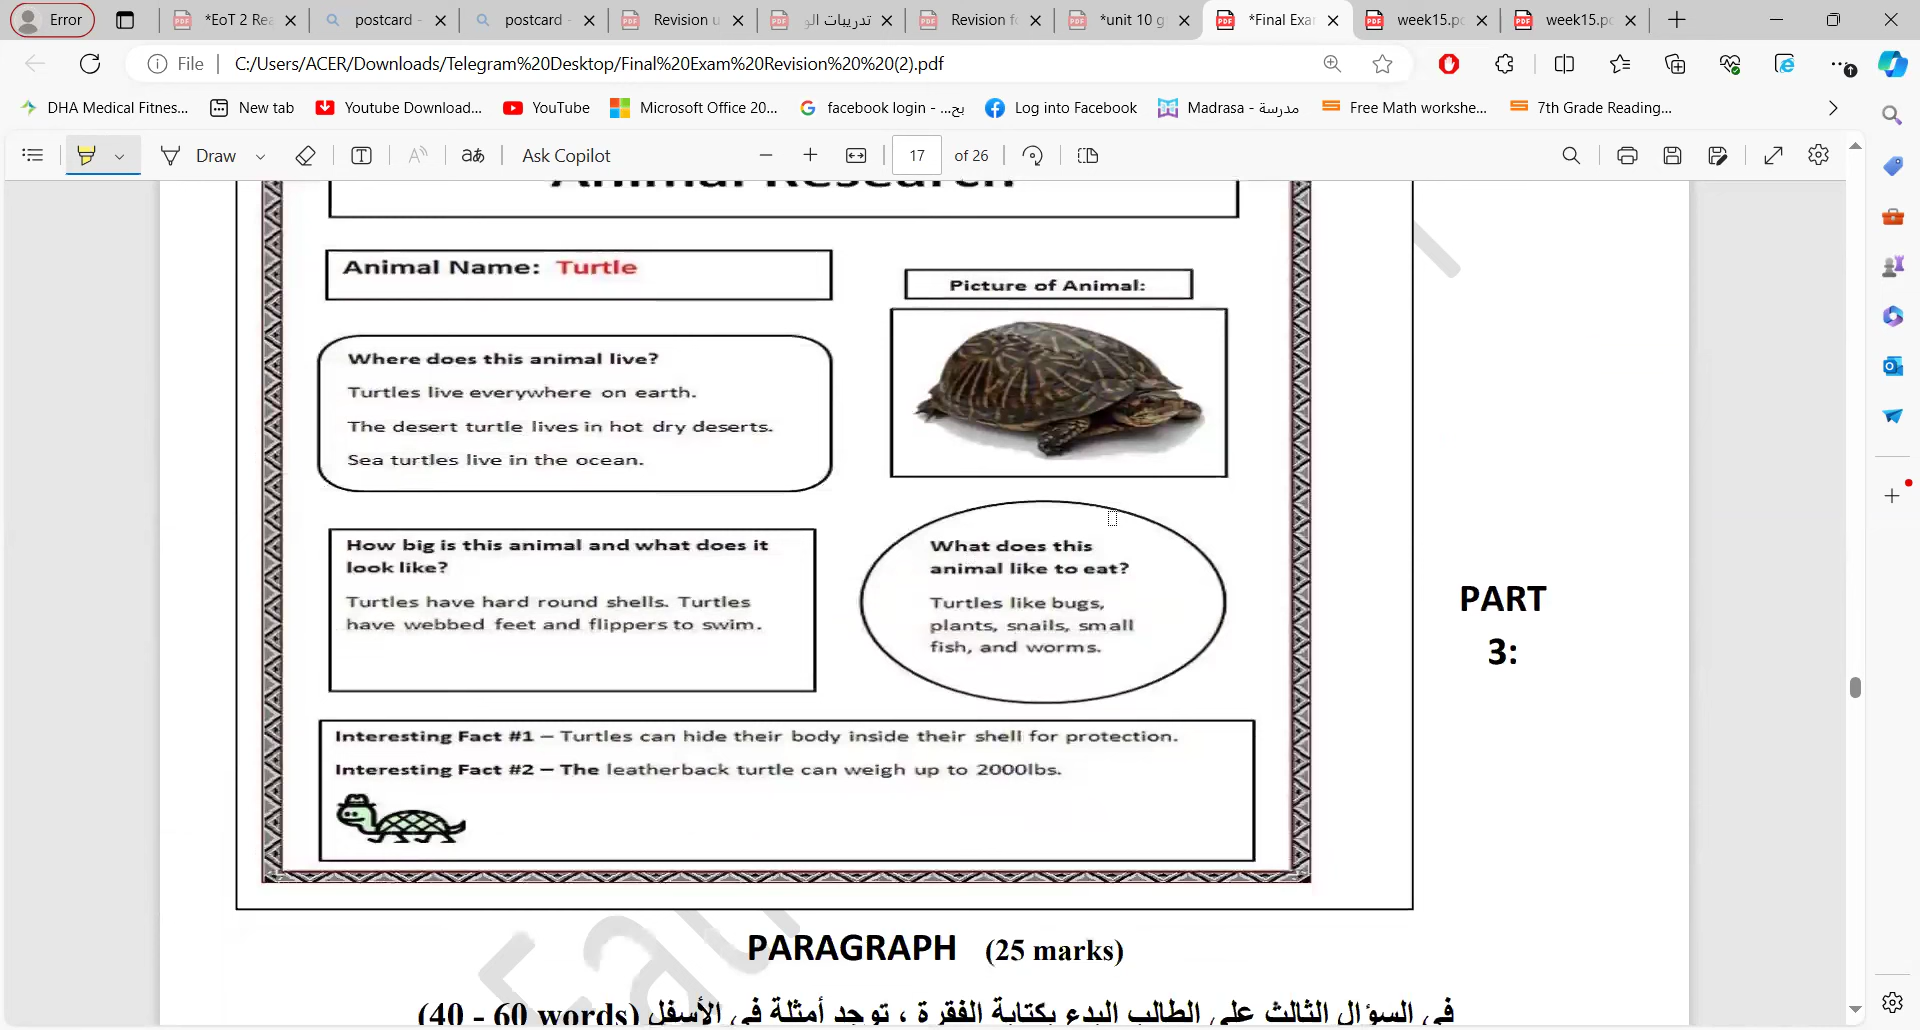 Error
*EoT 2 Rea
postcard -
postcard -
Revision u
تدريبات الو
Revision fo
*unit 10 g
*Final Exa
week15.pd
week15.pd
File
C:/Users/ACER/Downloads/Telegram%20Desktop/Final%20Exam%20Revision%20%20(2).pdf
DHA Medical Fitnes...
New tab
Youtube Download...
YouTube
Microsoft Office 20...
facebook login - ...بح
Log into Facebook
Madrasa - مدرسة
Free Math workshe...
7th Grade Reading...
Draw
Ask Copilot
17 of 26
Animal Research
Animal Name: Turtle
Picture of Animal:
Where does this animal live?
Turtles live everywhere on earth.
The desert turtle lives in hot dry deserts.
Sea turtles live in the ocean.
How big is this animal and what does it
look like?
Turtles have hard round shells. Turtles
have webbed feet and flippers to swim.
What does this
animal like to eat?
Turtles like bugs,
plants, snails, small
fish, and worms.
PART
3:
Interesting Fact #1 – Turtles can hide their body inside their shell for protection.
Interesting Fact #2 – The leatherback turtle can weigh up to 2000lbs.
PARAGRAPH (25 marks)
في السؤال الثالث على الطالب البدء بكتابة الفقرة ، توجد أمثلة في الأسفل (40 - 60 words)